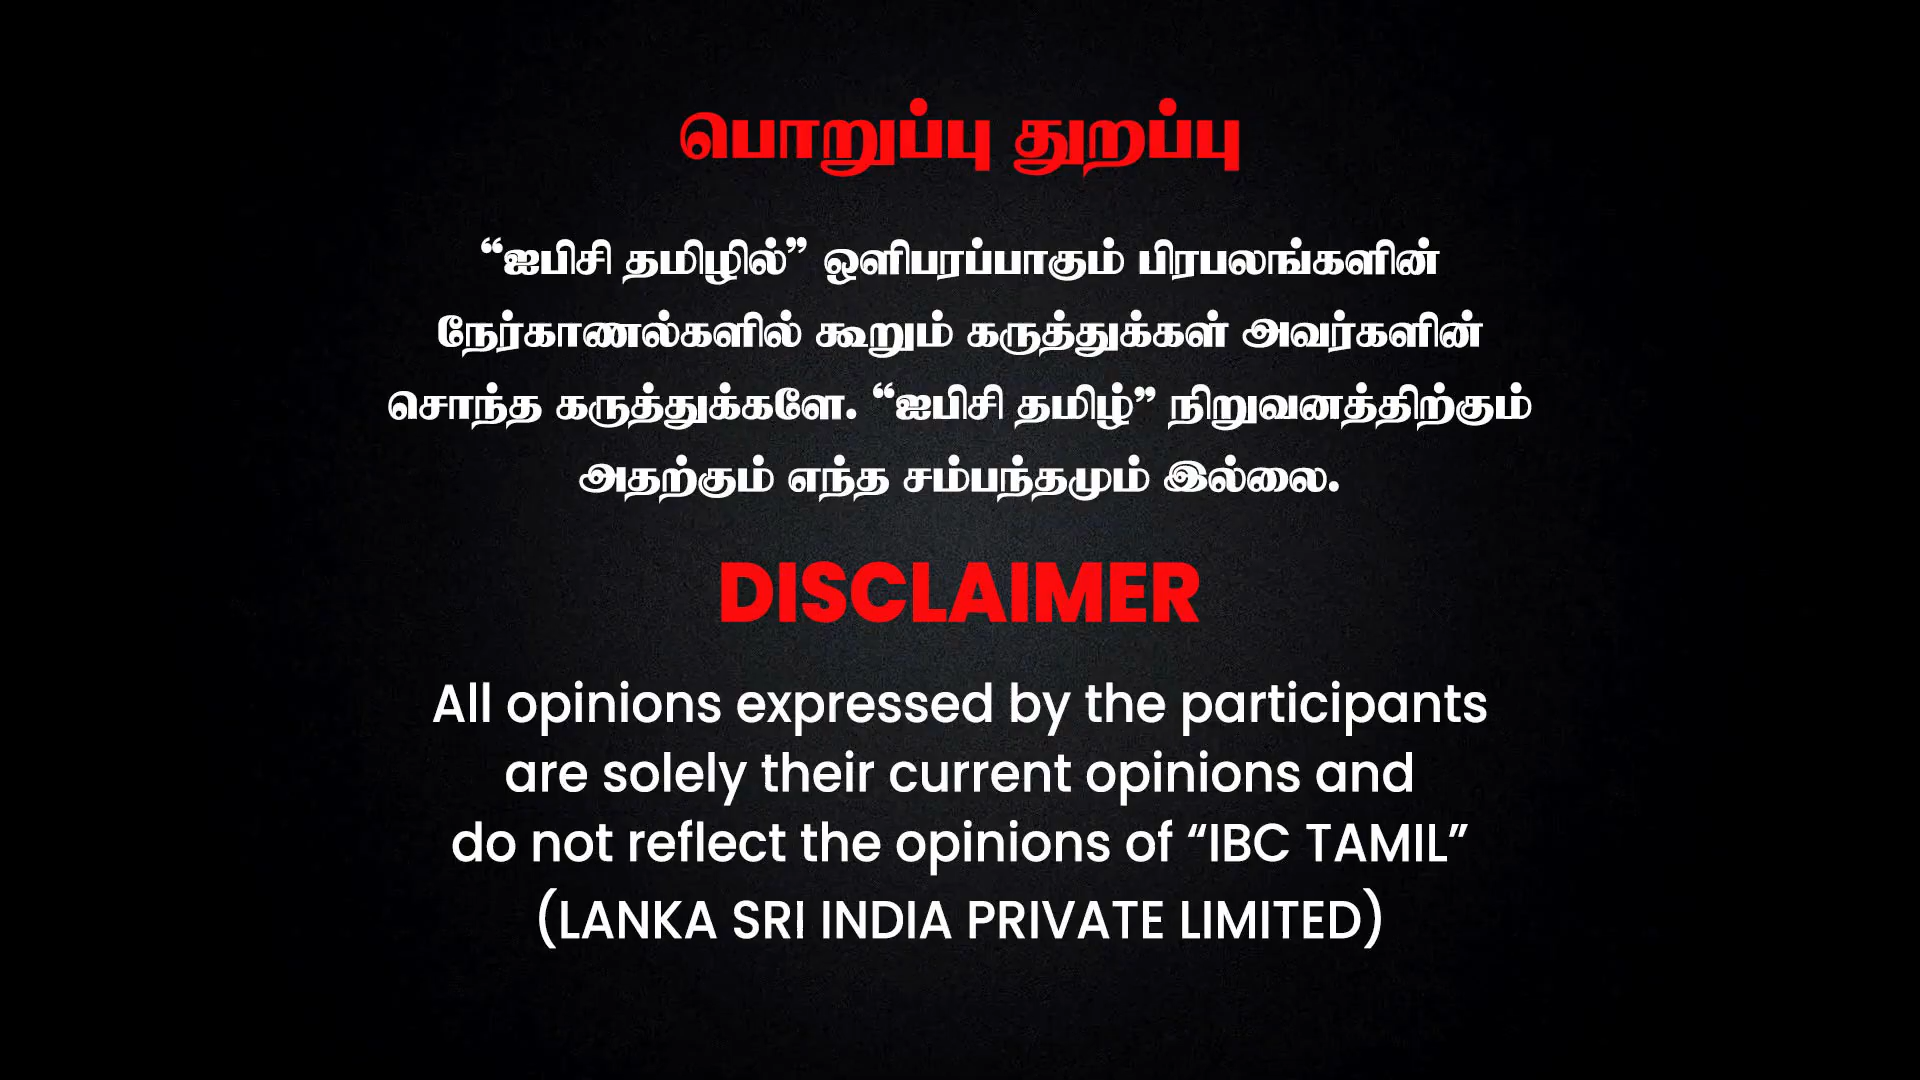 பொறுப்பு துறப்பு
“ஐபிசி தமிழில்” ஒளிபரப்பாகும் பிரபலங்களின்
நேர்காணல்களில் கூறும் கருத்துக்கள் அவர்களின்
சொந்த கருத்துக்களே. “ஐபிசி தமிழ்” நிறுவனத்திற்கும்
அதற்கும் எந்த சம்பந்தமும் இல்லை.
DISCLAIMER
All opinions expressed by the participants
are solely their current opinions and
do not reflect the opinions of “IBC TAMIL”
(LANKA SRI INDIA PRIVATE LIMITED)